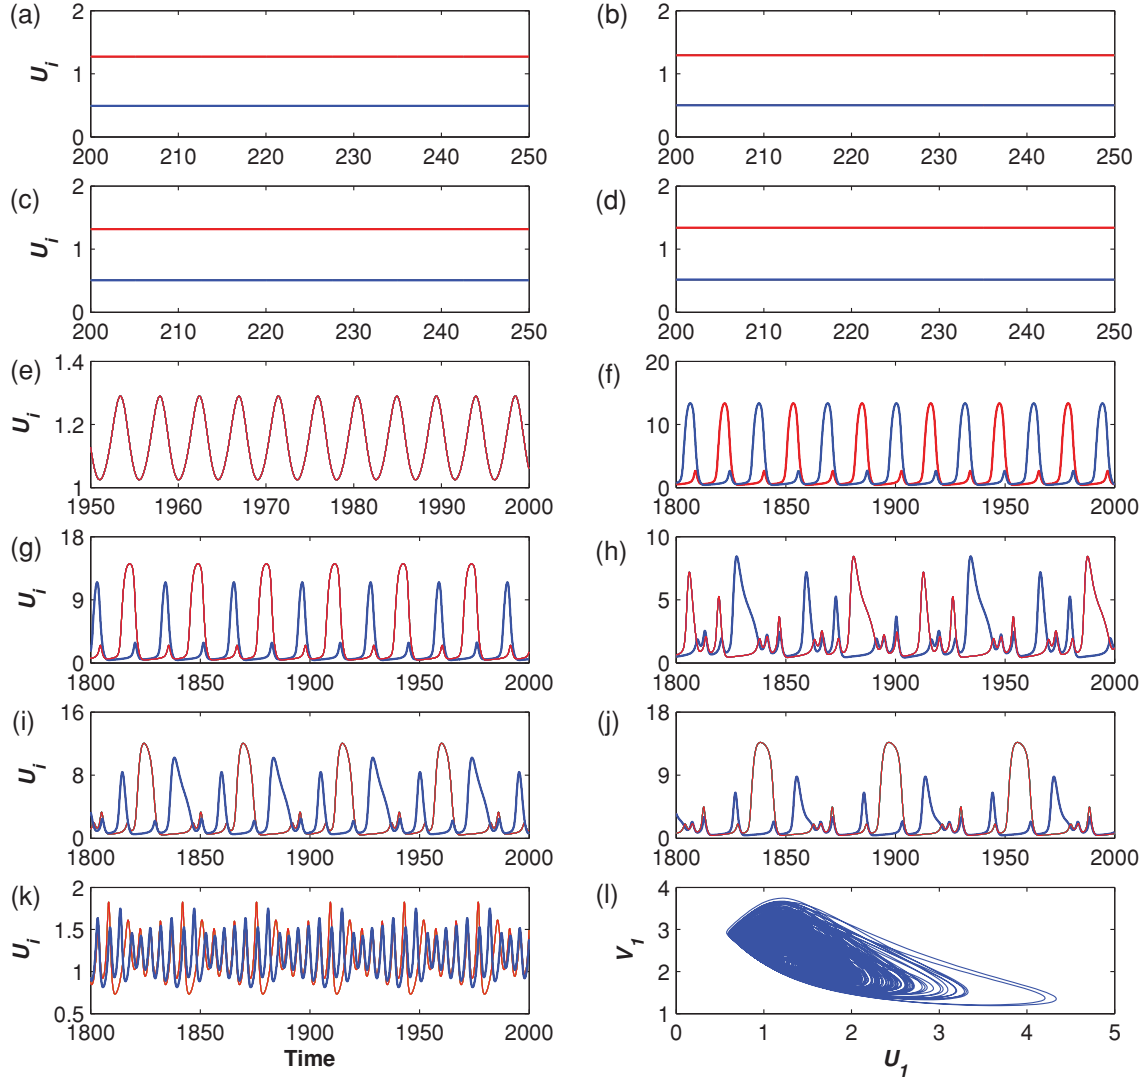 (a) (b)
2 2
U_i 1 1
0 0
200 210 220 230 240 250 200 210 220 230 240 250
(c) (d)
2 2
U_i 1 1
0 0
200 210 220 230 240 250 200 210 220 230 240 250
(e) (f)
1.4 20
U_i 1.2 10
1 0
1950 1960 1970 1980 1990 2000 1800 1850 1900 1950 2000
(g) (h)
18 10
U_i 9 5
0 0
1800 1850 1900 1950 2000 1800 1850 1900 1950 2000
(i) (j)
16 18
U_i 8 9
0 0
1800 1850 1900 1950 2000 1800 1850 1900 1950 2000
(k) (l)
2 4
1.5 3
U_i 1 V_1 2
0.5 1
1800 1850 1900 1950 2000 0 1 2 3 4 5
Time U_1